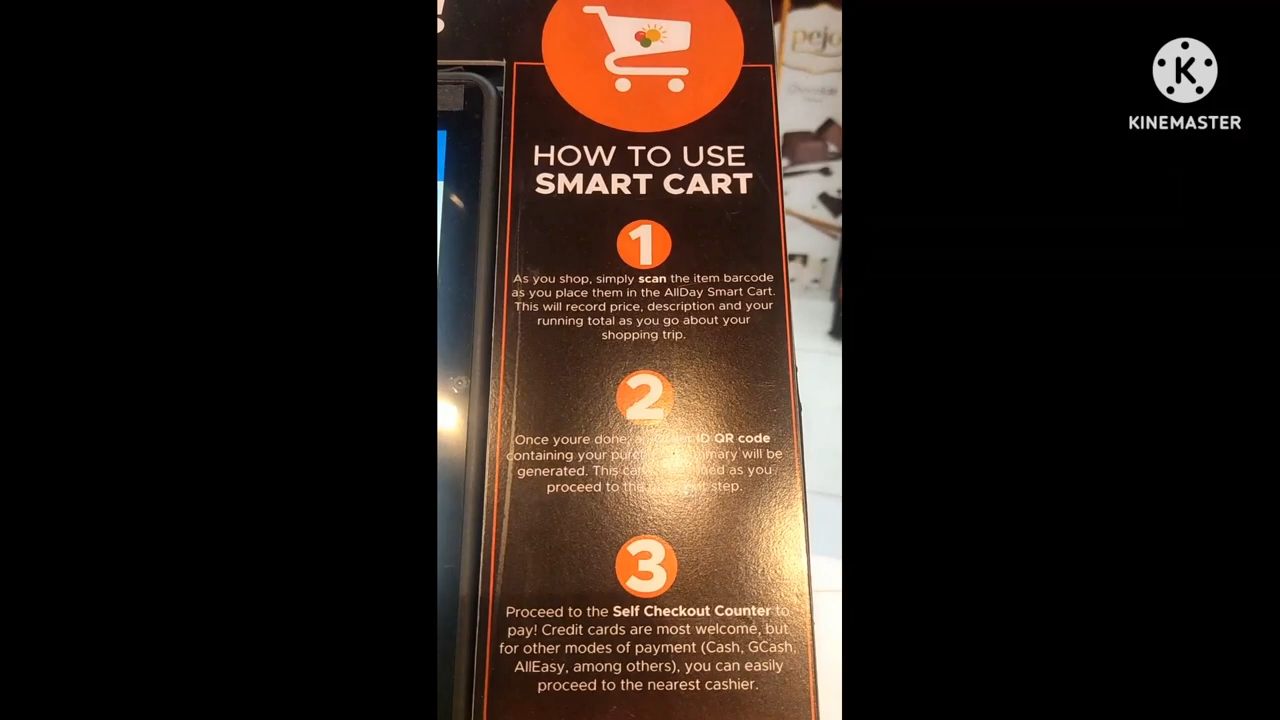 !
pejo
Chocolate
KINEMASTER
HOW TO USE
SMART CART
1
As you shop, simply scan the item barcode
as you place them in the AllDay Smart Cart.
This will record price, description and your
running total as you go about your
shopping trip.
2
Once youre done, ID QR code
containing your will be
generated. This as you
proceed to the step.
3
Proceed to the Self Checkout Counter to
pay! Credit cards are most welcome, but
for other modes of payment (Cash, GCash,
AllEasy, among others), you can easily
proceed to the nearest cashier.